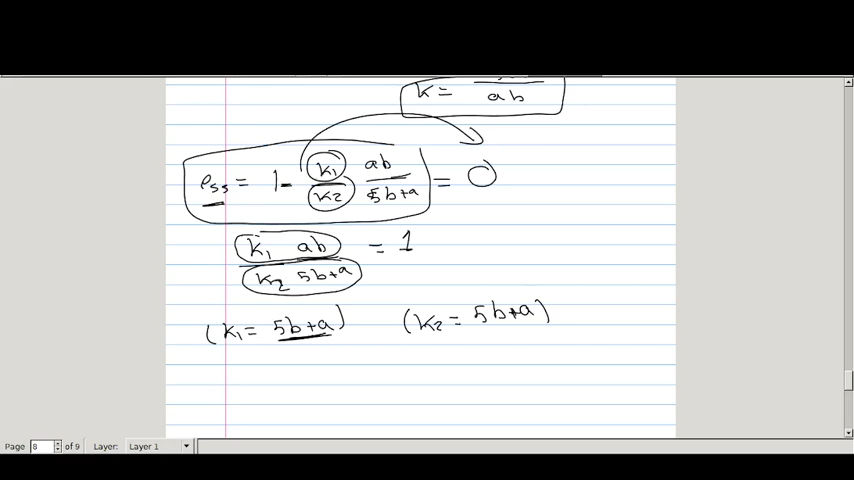 k = ab
e_ss = 1 - k1/k2 ab/5b+a = 0
k1 ab / k2 5b+a = 1
(k1 = 5b+a) (k2 = 5b+a)
Page 8 of 9 Layer: Layer 1